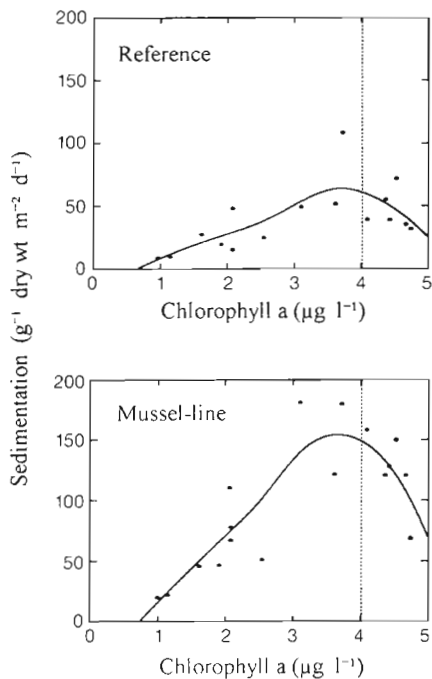 200
150
100
50
0
Reference
0 1 2 3 4 5
Chlorophyll a (µg l⁻¹)
Sedimentation (g⁻¹ dry wt m⁻² d⁻¹)
200
150
100
50
0
Mussel-line
0 1 2 3 4 5
Chlorophyll a (µg l⁻¹)